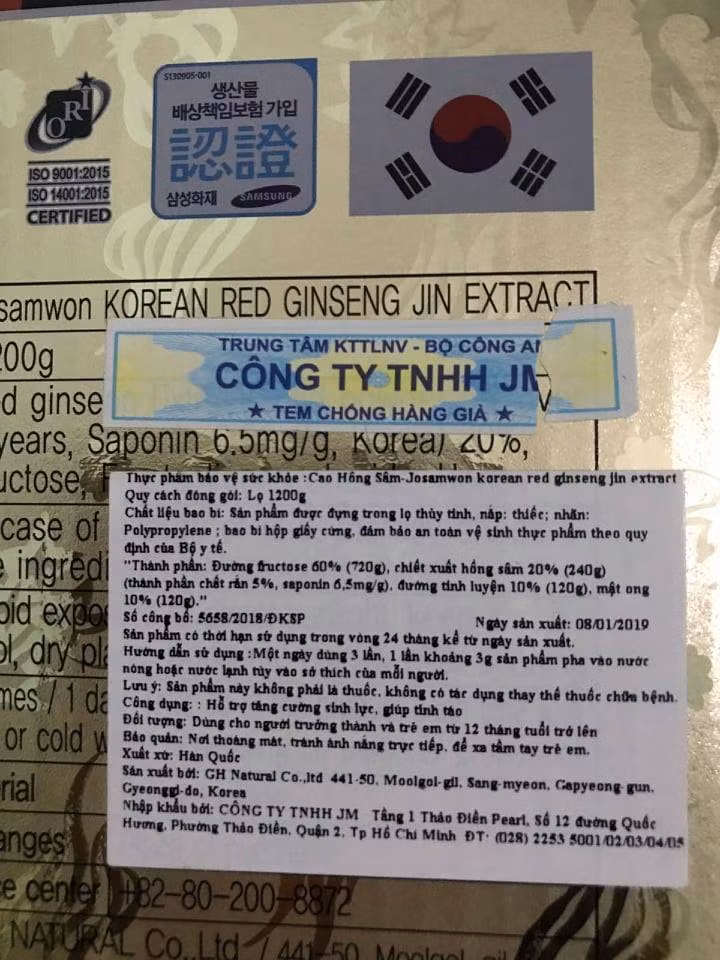 ORI
ISO 9001:2015
ISO 14001:2015
CERTIFIED
S130905-001
생산물
배상책임보험 가입
認證
삼성화재 SAMSUNG
samwon KOREAN RED GINSENG JIN EXTRACT
200g
TRUNG TÂM KTTLNV - BỘ CÔNG AN
CÔNG TY TNHH JM
★ TEM CHỐNG HÀNG GIẢ ★
d ginse
years, Saponin 6.5mg/g, Korea) 20%,
uctose,
Thực phẩm bảo vệ sức khỏe :Cao Hồng Sâm-Josamwon korean red ginseng jin extract
Quy cách đóng gói: Lọ 1200g
Chất liệu bao bì: Sản phẩm được đựng trong lọ thủy tinh, nắp: thiếc; nhãn:
Polypropylene ; bao bì hộp giấy cứng, đảm bảo an toàn vệ sinh thực phẩm theo quy
định của Bộ y tế.
"Thành phần: Đường fructose 60% (720g), chiết xuất hồng sâm 20% (240g)
(thành phần chất rắn 5%, saponin 6,5mg/g), đường tinh luyện 10% (120g), mật ong
10% (120g)."
Số công bố: 5658/2018/ĐKSP Ngày sản xuất: 08/01/2019
Sản phẩm có thời hạn sử dụng trong vòng 24 tháng kể từ ngày sản xuất.
Hướng dẫn sử dụng :Một ngày dùng 3 lần, 1 lần khoảng 3g sản phẩm pha vào nước
nóng hoặc nước lạnh tùy vào sở thích của mỗi người.
Lưu ý: Sản phẩm này không phải là thuốc, không có tác dụng thay thế thuốc chữa bệnh.
Công dụng: : Hỗ trợ tăng cường sinh lực, giúp tỉnh táo
Đối tượng: Dùng cho người trưởng thành và trẻ em từ 12 tháng tuổi trở lên
Bảo quản: Nơi thoáng mát, tránh ánh nắng trực tiếp, để xa tầm tay trẻ em.
Xuất xứ: Hàn Quốc
Sản xuất bởi: GH Natural Co.,ltd 441-50, Moolgol-gil, Sang-myeon, Gapyeong-gun,
Gyeonggi-do, Korea
Nhập khẩu bởi: CÔNG TY TNHH JM Tầng 1 Thảo Điền Pearl, Số 12 đường Quốc
Hương, Phường Thảo Điền, Quận 2, Tp Hồ Chí Minh ĐT: (028) 2253 5001/02/03/04/05
case of
e ingredi
oid expo
ol, dry pla
mes / 1 da
or cold w
rial
anges
ce center +82-80-200-8872
NATURAL Co.,Ltd. / 441-50, Moolgol-gil